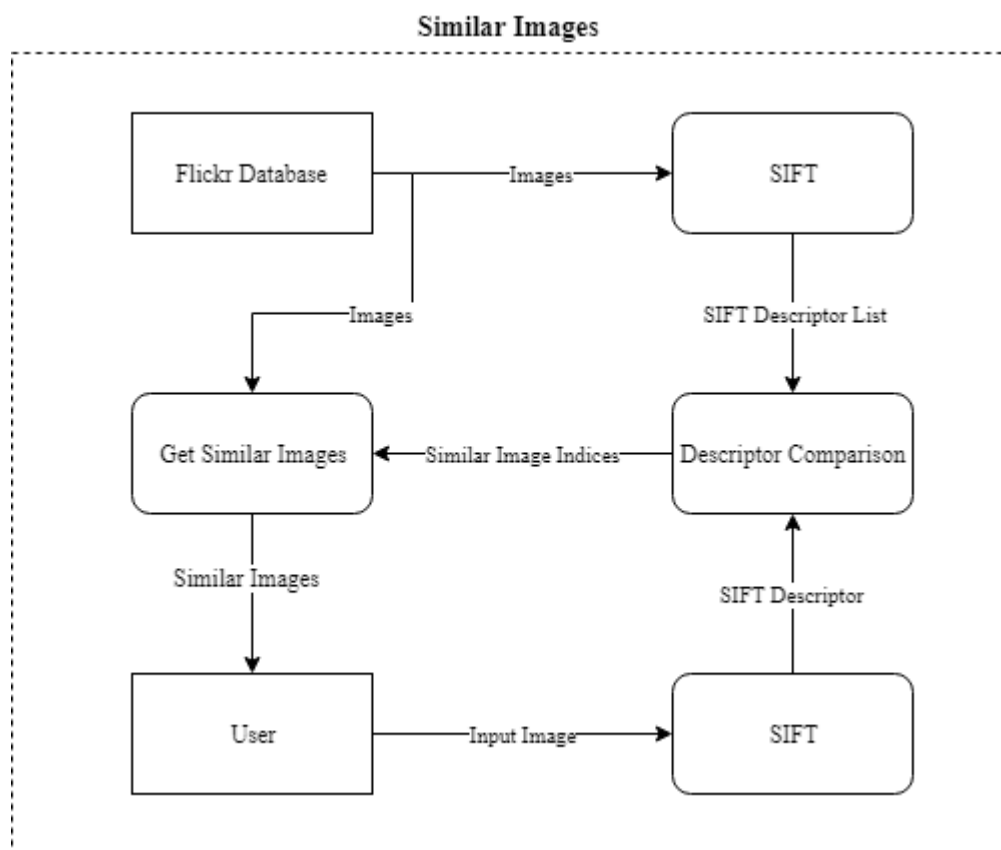 Similar Images
Flickr Database
Images
SIFT
Images
SIFT Descriptor List
Get Similar Images
Similar Image Indices
Descriptor Comparison
Similar Images
SIFT Descriptor
User
Input Image
SIFT